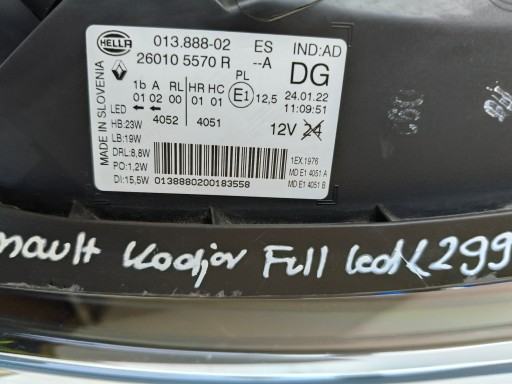 HELLA 013.888-02 ES IND:AD
26010 5570 R --A DG
PL
1b A RL HR HC E1 12,5 24.01.22
LED 01 02 00 01 01 11:09:51
HB:23W 4052 4051 12V 24
LB:19W
DRL:8,8W 1EX.1976
PO:1,2W MD E1 4051 A
DI:15,5W 0138880200183558 MD E1 4051 B
MADE IN SLOVENIA
nault Kadjar Full led K299